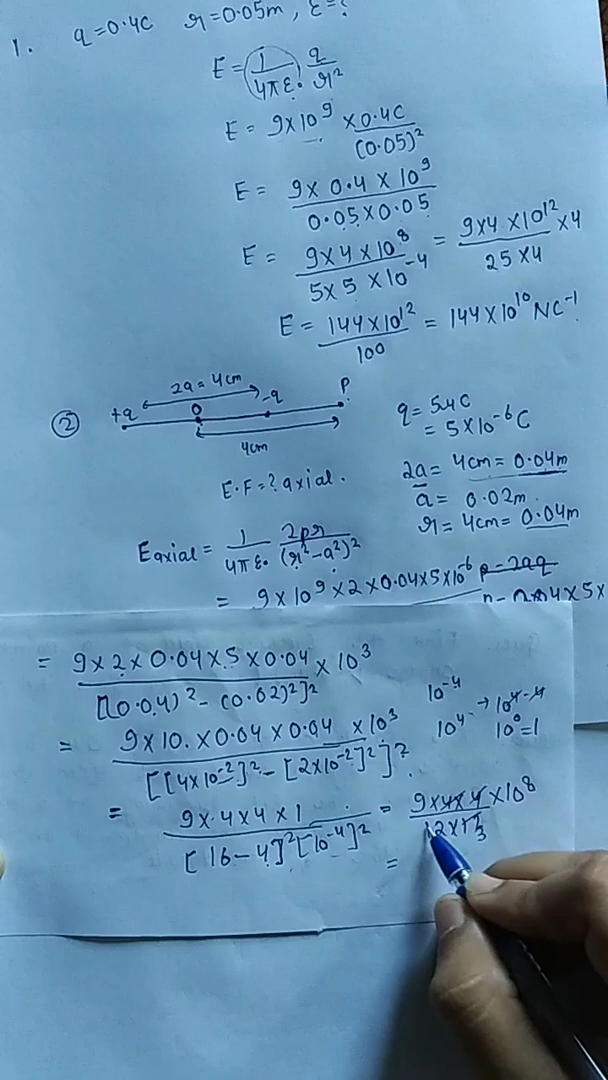 1. q=0.4C r=0.05m, E=?
E = 1/4πε₀ q/r²
E = 9×10⁹ × 0.4C/(0.05)²
E = 9×0.4×10⁹/0.05×0.05
E = 9×4×10⁸/5×5×10⁻⁴ = 9×4×10¹²/25×4 ×4
E = 144×10¹²/100 = 144×10¹⁰ NC⁻¹
② 2a=4cm
+q O -q P
4cm
E.F=? axial.
q = 5μC
= 5×10⁻⁶C
2a = 4cm = 0.04m
a = 0.02m
r = 4cm = 0.04m
E axial = 1/4πε₀ 2pr/(r²-a²)²
= 9×10⁹×2×0.04×5×10⁻⁶ p-2aq
= 9×2×0.04×5×0.04/[(0.04)²-(0.02)²]² ×10³
10⁻⁴
10⁴ → 10⁴⁻⁴
10⁰=1
= 9×10.×0.04×0.04 ×10³/[[4×10⁻²]²-[2×10⁻²]²]²
= 9×4×4×1/[16-4]²[10⁻⁴]² = 9×4×4×10⁸/12×12 3
=